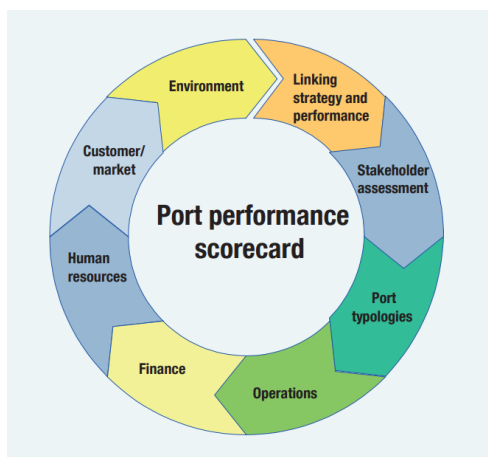 Environment
Linking
strategy and
performance
Stakeholder
assessment
Port
typologies
Operations
Finance
Human
resources
Customer/
market
Port performance
scorecard